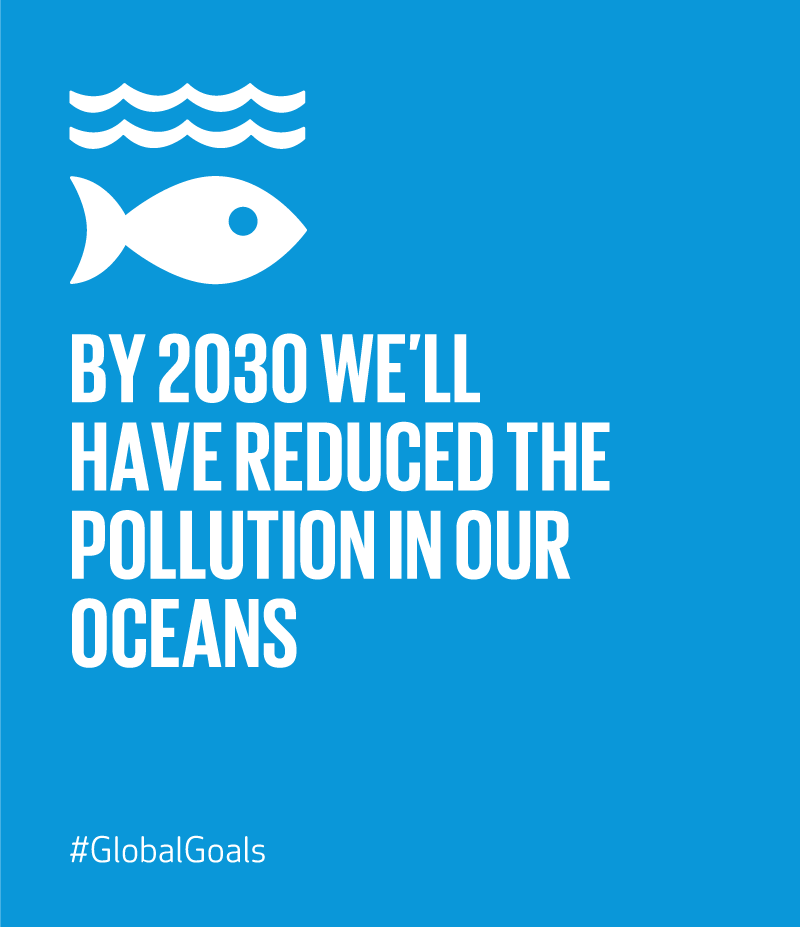 BY 2030 WE'LL
HAVE REDUCED THE
POLLUTION IN OUR
OCEANS
#GlobalGoals